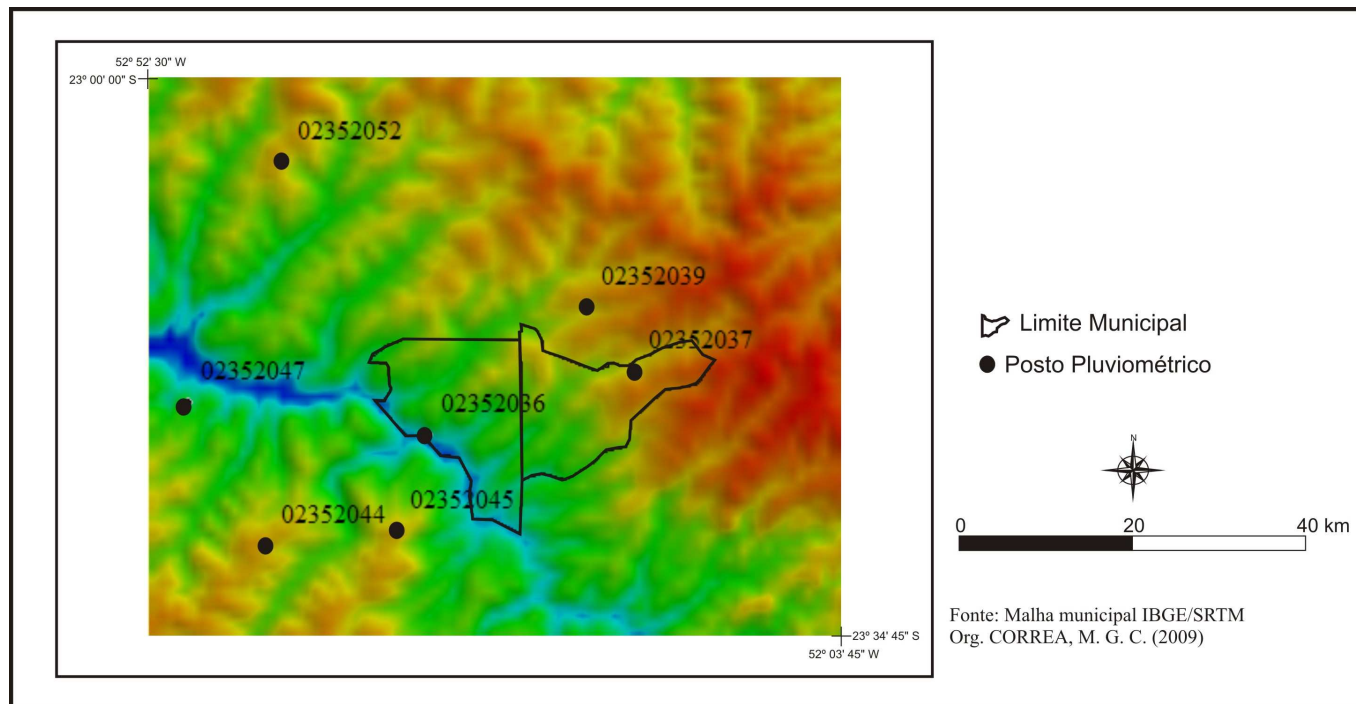 52º 52' 30" W
23º 00' 00" S
02352052
02352039
02352037
02352047
02352036
02352045
02352044
23º 34' 45" S
52º 03' 45" W
Limite Municipal
Posto Pluviométrico
N
0 20 40 km
Fonte: Malha municipal IBGE/SRTM
Org. CORREA, M. G. C. (2009)